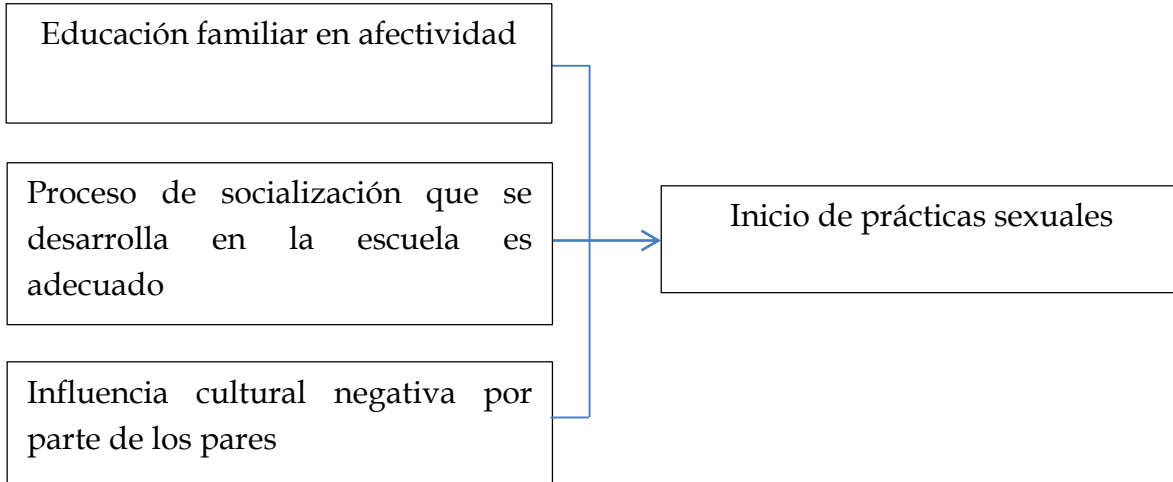 Educación familiar en afectividad
Proceso de socialización que se
desarrolla en la escuela es
adecuado
Inicio de prácticas sexuales
Influencia cultural negativa por
parte de los pares